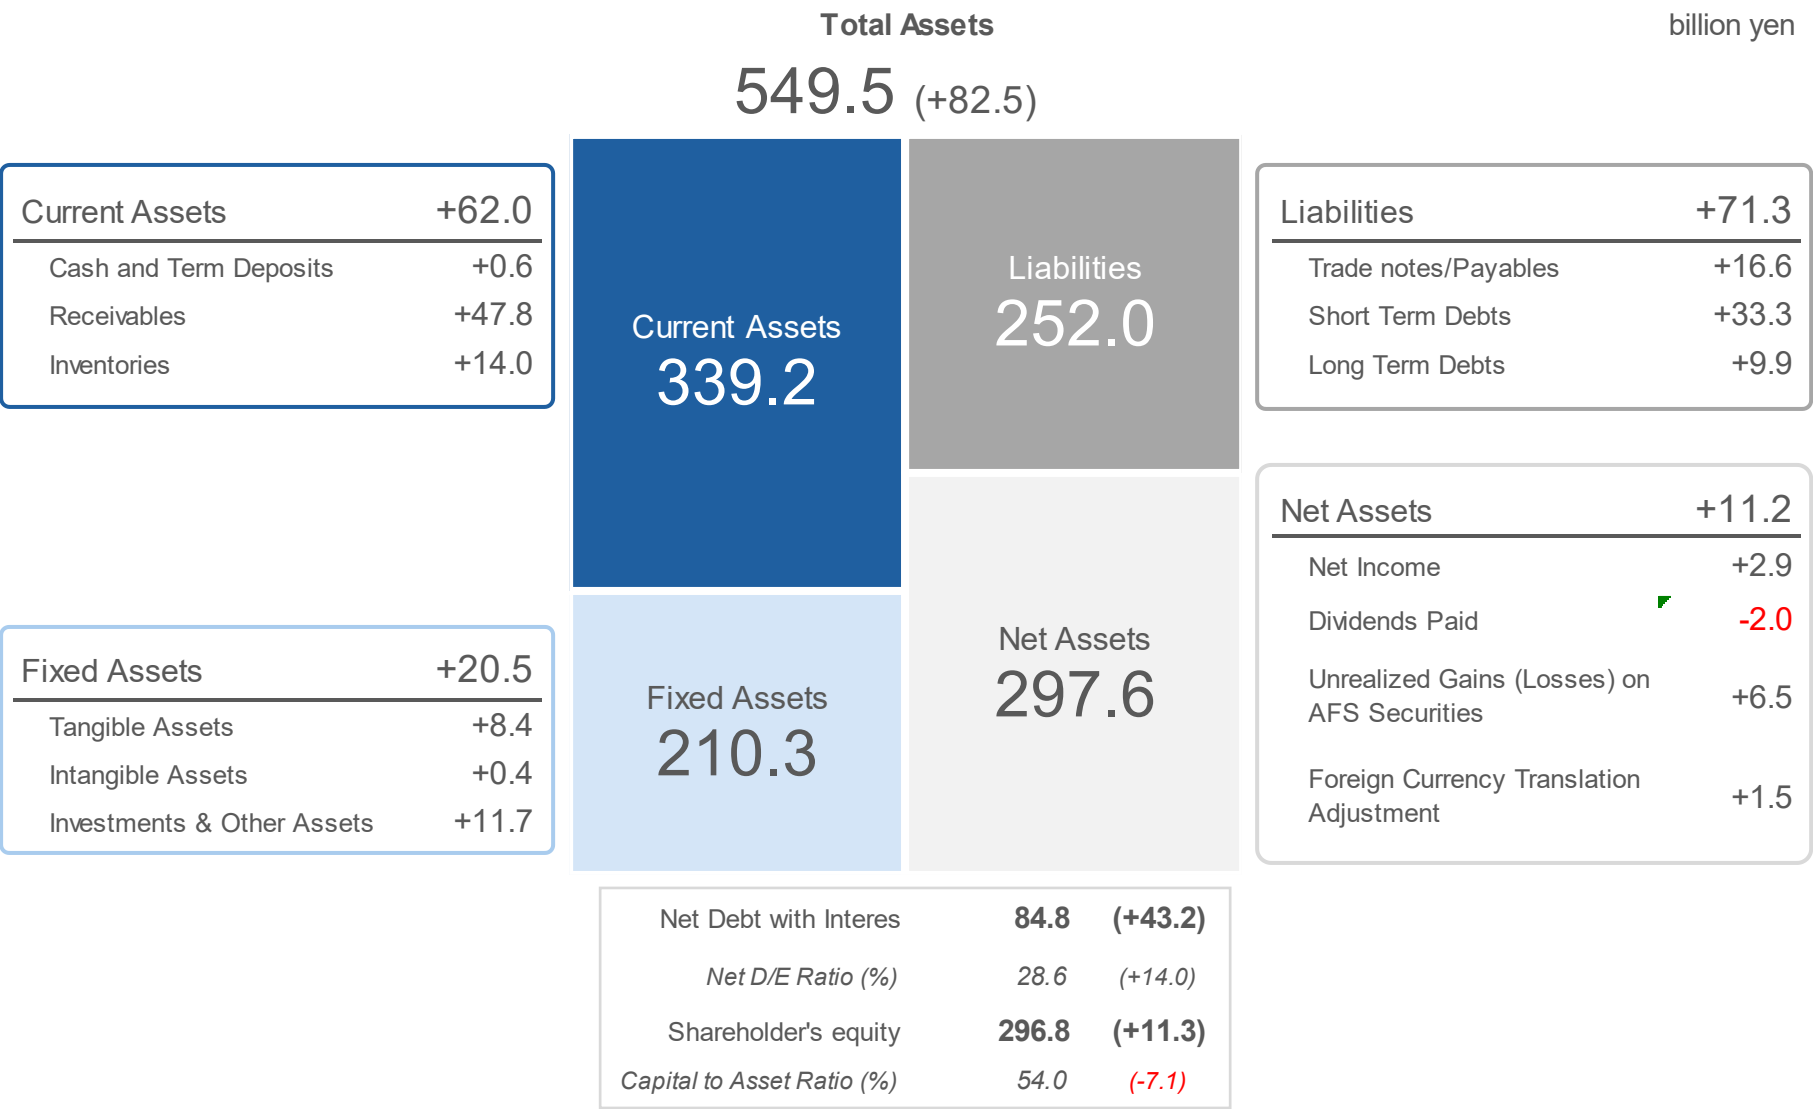 Total Assets
billion yen
549.5 (+82.5)
Current Assets +62.0
Cash and Term Deposits +0.6
Receivables +47.8
Inventories +14.0
Fixed Assets +20.5
Tangible Assets +8.4
Intangible Assets +0.4
Investments & Other Assets +11.7
Current Assets
339.2
Fixed Assets
210.3
Liabilities
252.0
Net Assets
297.6
Liabilities +71.3
Trade notes/Payables +16.6
Short Term Debts +33.3
Long Term Debts +9.9
Net Assets +11.2
Net Income +2.9
Dividends Paid -2.0
Unrealized Gains (Losses) on
AFS Securities +6.5
Foreign Currency Translation
Adjustment +1.5
Net Debt with Interes 84.8 (+43.2)
Net D/E Ratio (%) 28.6 (+14.0)
Shareholder's equity 296.8 (+11.3)
Capital to Asset Ratio (%) 54.0 (-7.1)